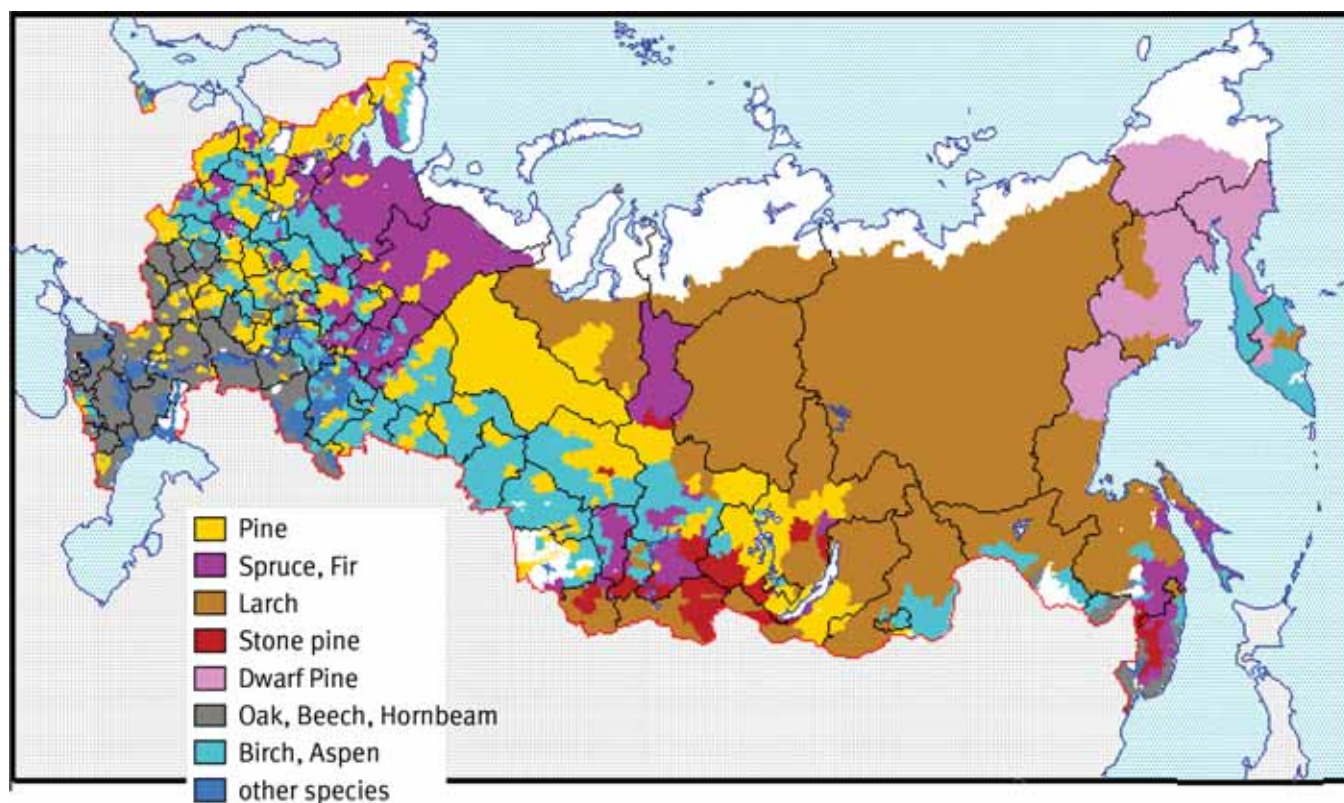 Pine
Spruce, Fir
Larch
Stone pine
Dwarf Pine
Oak, Beech, Hornbeam
Birch, Aspen
other species